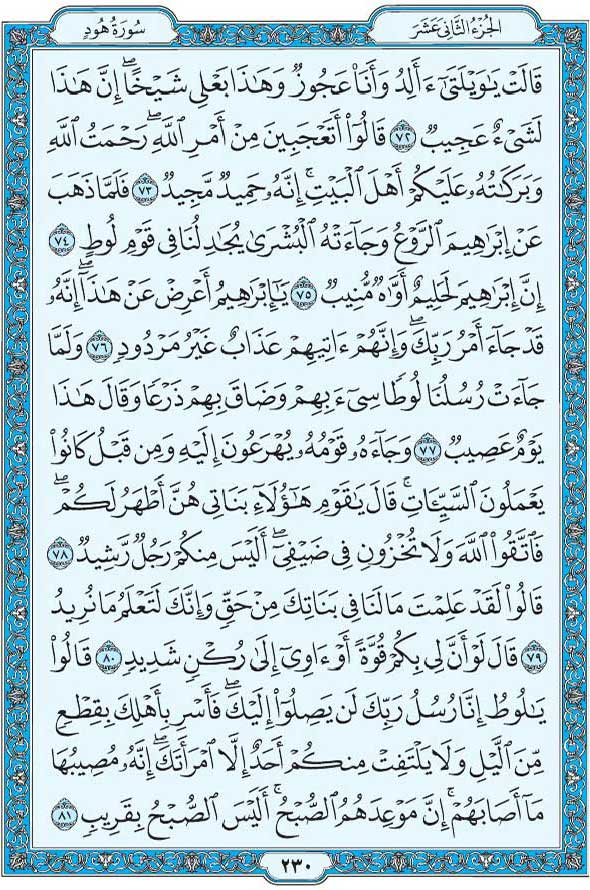 سُورَةُ هُودٍ
الجُزْءُ الثَّانِي عَشَرَ
قَالَتْ يَٰوَيْلَتَىٰٓ ءَأَلِدُ وَأَنَا۠ عَجُوزٌ وَهَٰذَا بَعْلِى شَيْخًا ۖ إِنَّ هَٰذَا
لَشَىْءٌ عَجِيبٌ ٧٢ قَالُوٓا۟ أَتَعْجَبِينَ مِنْ أَمْرِ ٱللَّهِ ۖ رَحْمَتُ ٱللَّهِ
وَبَرَكَٰتُهُۥ عَلَيْكُمْ أَهْلَ ٱلْبَيْتِ ۚ إِنَّهُۥ حَمِيدٌ مَّجِيدٌ ٧٣ فَلَمَّا ذَهَبَ
عَنْ إِبْرَٰهِيمَ ٱلرَّوْعُ وَجَآءَتْهُ ٱلْبُشْرَىٰ يُجَٰدِلُنَا فِى قَوْمِ لُوطٍ ٧٤
إِنَّ إِبْرَٰهِيمَ لَحَلِيمٌ أَوَّٰهٌ مُّنِيبٌ ٧٥ يَٰٓإِبْرَٰهِيمُ أَعْرِضْ عَنْ هَٰذَآ ۖ إِنَّهُۥ
قَدْ جَآءَ أَمْرُ رَبِّكَ ۖ وَإِنَّهُمْ ءَاتِيهِمْ عَذَابٌ غَيْرُ مَرْدُودٍ ٧٦ وَلَمَّا
جَآءَتْ رُسُلُنَا لُوطًا سِىٓءَ بِهِمْ وَضَاقَ بِهِمْ ذَرْعًا وَقَالَ هَٰذَا
يَوْمٌ عَصِيبٌ ٧٧ وَجَآءَهُۥ قَوْمُهُۥ يُهْرَعُونَ إِلَيْهِ وَمِن قَبْلُ كَانُوا۟
يَعْمَلُونَ ٱلسَّيِّـَٔاتِ ۚ قَالَ يَٰقَوْمِ هَٰٓؤُلَآءِ بَنَاتِى هُنَّ أَطْهَرُ لَكُمْ ۖ
فَٱتَّقُوا۟ ٱللَّهَ وَلَا تُخْزُونِ فِى ضَيْفِىٓ ۖ أَلَيْسَ مِنكُمْ رَجُلٌ رَّشِيدٌ ٧٨
قَالُوا۟ لَقَدْ عَلِمْتَ مَا لَنَا فِى بَنَاتِكَ مِنْ حَقٍّ وَإِنَّكَ لَتَعْلَمُ مَا نُرِيدُ
٧٩ قَالَ لَوْ أَنَّ لِى بِكُمْ قُوَّةً أَوْ ءَاوِىٓ إِلَىٰ رُكْنٍ شَدِيدٍ ٨٠ قَالُوا۟
يَٰلُوطُ إِنَّا رُسُلُ رَبِّكَ لَن يَصِلُوٓا۟ إِلَيْكَ ۖ فَأَسْرِ بِأَهْلِكَ بِقِطْعٍ
مِّنَ ٱلَّيْلِ وَلَا يَلْتَفِتْ مِنكُمْ أَحَدٌ إِلَّا ٱمْرَأَتَكَ ۖ إِنَّهُۥ مُصِيبُهَا
مَآ أَصَابَهُمْ ۚ إِنَّ مَوْعِدَهُمُ ٱلصُّبْحُ ۚ أَلَيْسَ ٱلصُّبْحُ بِقَرِيبٍ ٨١
٢٣٠